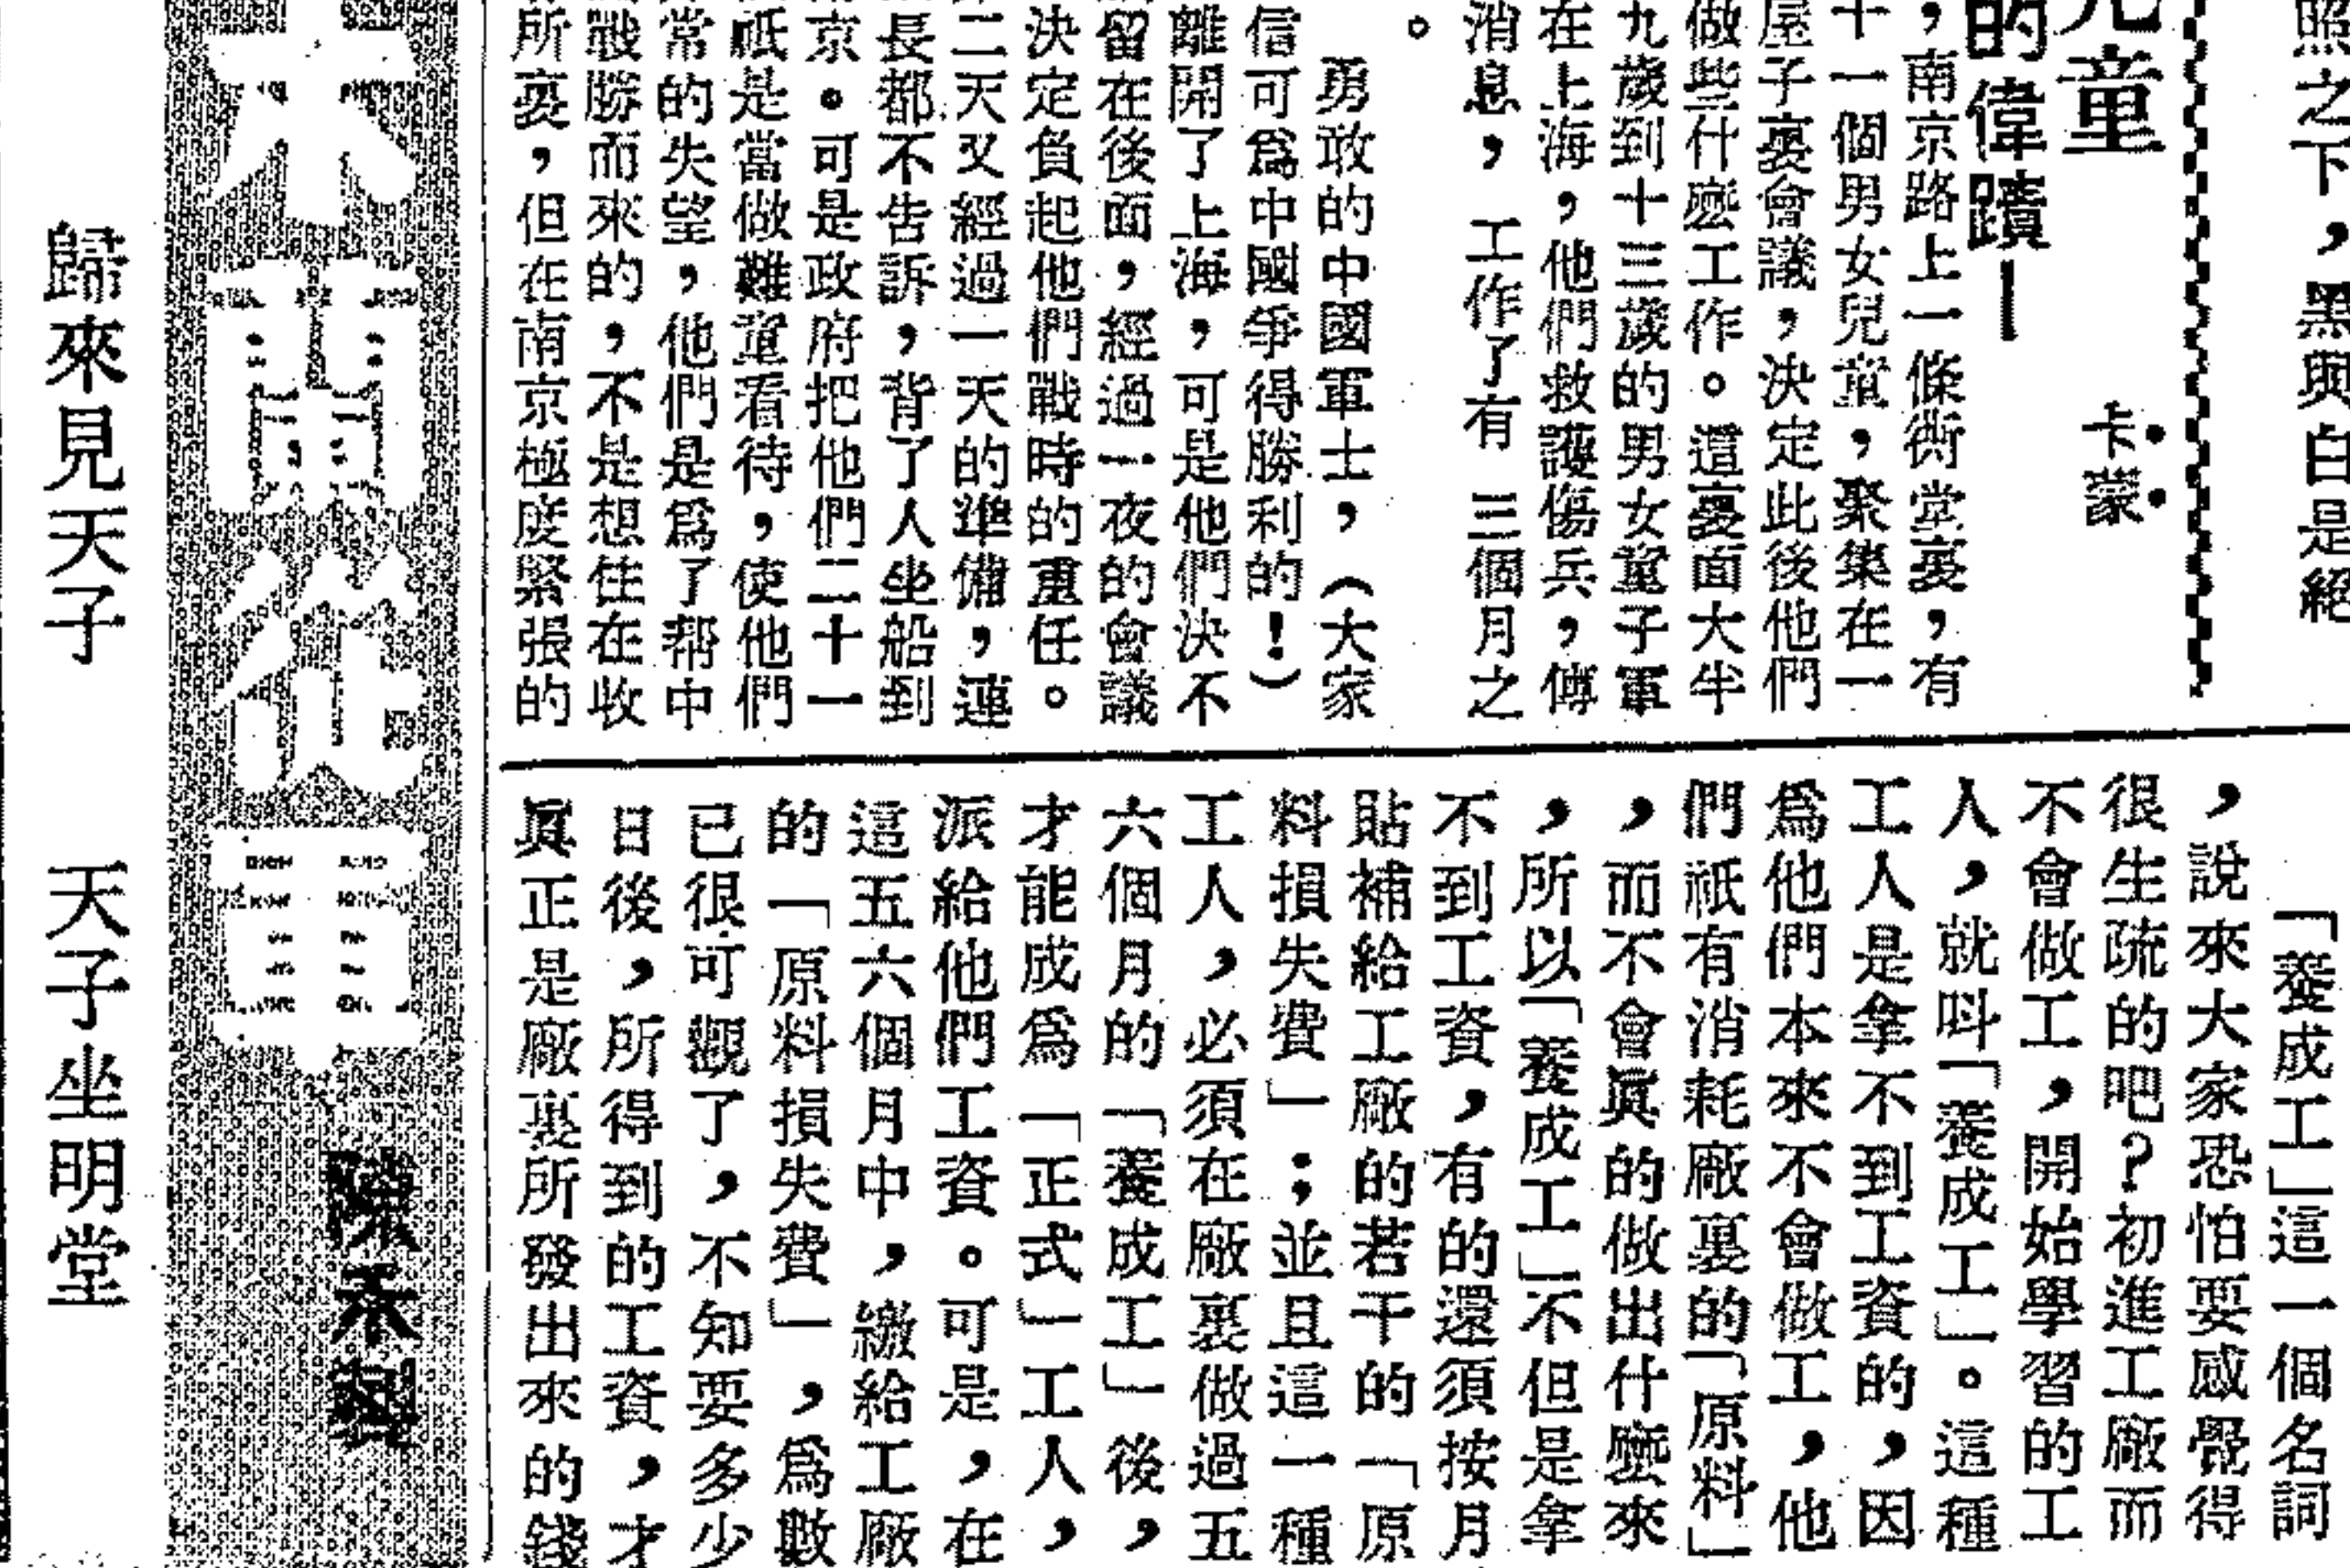 照之下，黑與白是絕
兒童
的偉蹟—
卡蒙
，南京路上一條衖堂裏，有
十一個男女兒童，聚集在一
屋子裏會議，決定此後他們
做些什麼工作。這裏面大半
九歲到十三歲的男女童子軍
在上海，他們救護傷兵，傳
消息，工作了有三個月之
。
勇敢的中國軍士，（大家
信可爲中國爭得勝利的！）
離開了上海，可是他們決不
留在後面，經過一夜的會議
決定負起他們戰時的重任。
二天又經過一天的準備，連
長都不告訴，背了人坐船到
京。可是政府把他們二十一
祇是當做難童看待，使他們
常的失望，他們是爲了帮中
戰勝而來的，不是想住在收
所裏，但在南京極度緊張的
「養成工」這一個名詞
，說來大家恐怕要感覺得
很生疏的吧？初進工廠而
不會做工，開始學習的工
人，就呌「養成工」。這種
工人是拿不到工資的，因
爲他們本來不會做工，他
們祇有消耗廠裏的「原料」
，而不會眞的做出什麼來
，所以「養成工」不但是拿
不到工資，有的還須按月
貼補給工廠的若干的「原
料損失費」；並且這一種
工人，必須在廠裏做過五
六個月的「養成工」後，
才能成爲「正式」工人，
派給他們工資。可是，在
這五六個月中，繳給工廠
的「原料損失費」，爲數
已很可觀了，不知要多少
日後，所得到的工資，才
眞正是廠裏所發出來的錢
木蘭從軍
歸來見天子　天子坐明堂